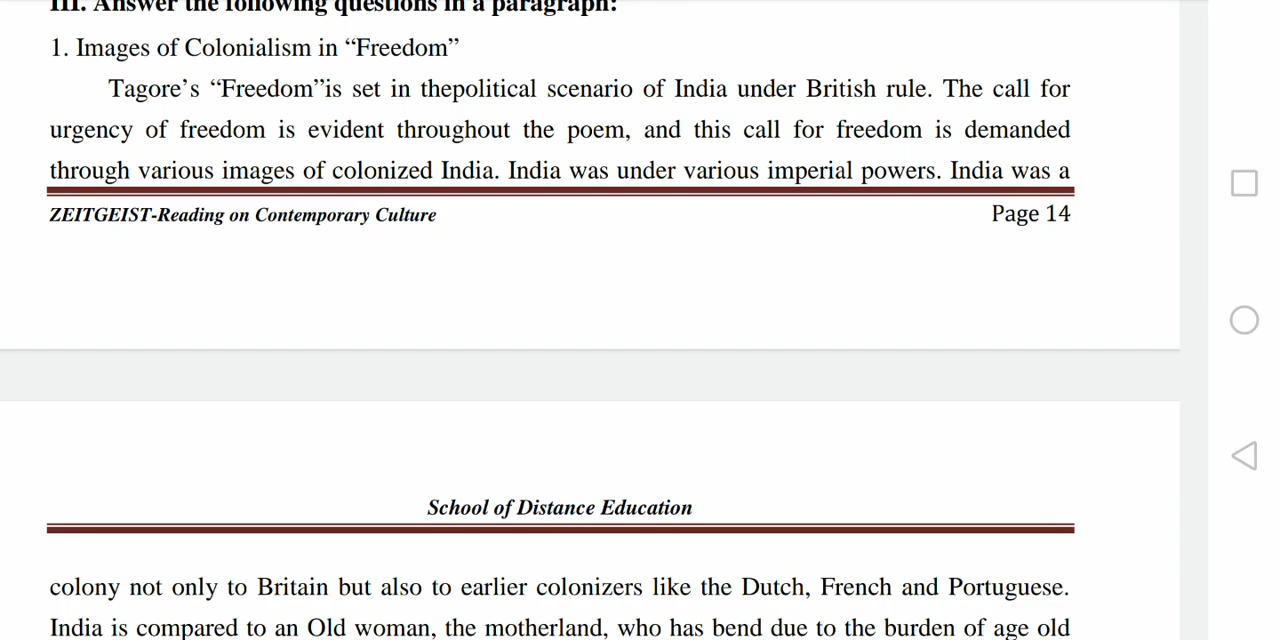 III. Answer the following questions in a paragraph:
1. Images of Colonialism in “Freedom”
Tagore’s “Freedom”is set in thepolitical scenario of India under British rule. The call for
urgency of freedom is evident throughout the poem, and this call for freedom is demanded
through various images of colonized India. India was under various imperial powers. India was a
ZEITGEIST-Reading on Contemporary Culture Page 14
School of Distance Education
colony not only to Britain but also to earlier colonizers like the Dutch, French and Portuguese.
India is compared to an Old woman, the motherland, who has bend due to the burden of age old